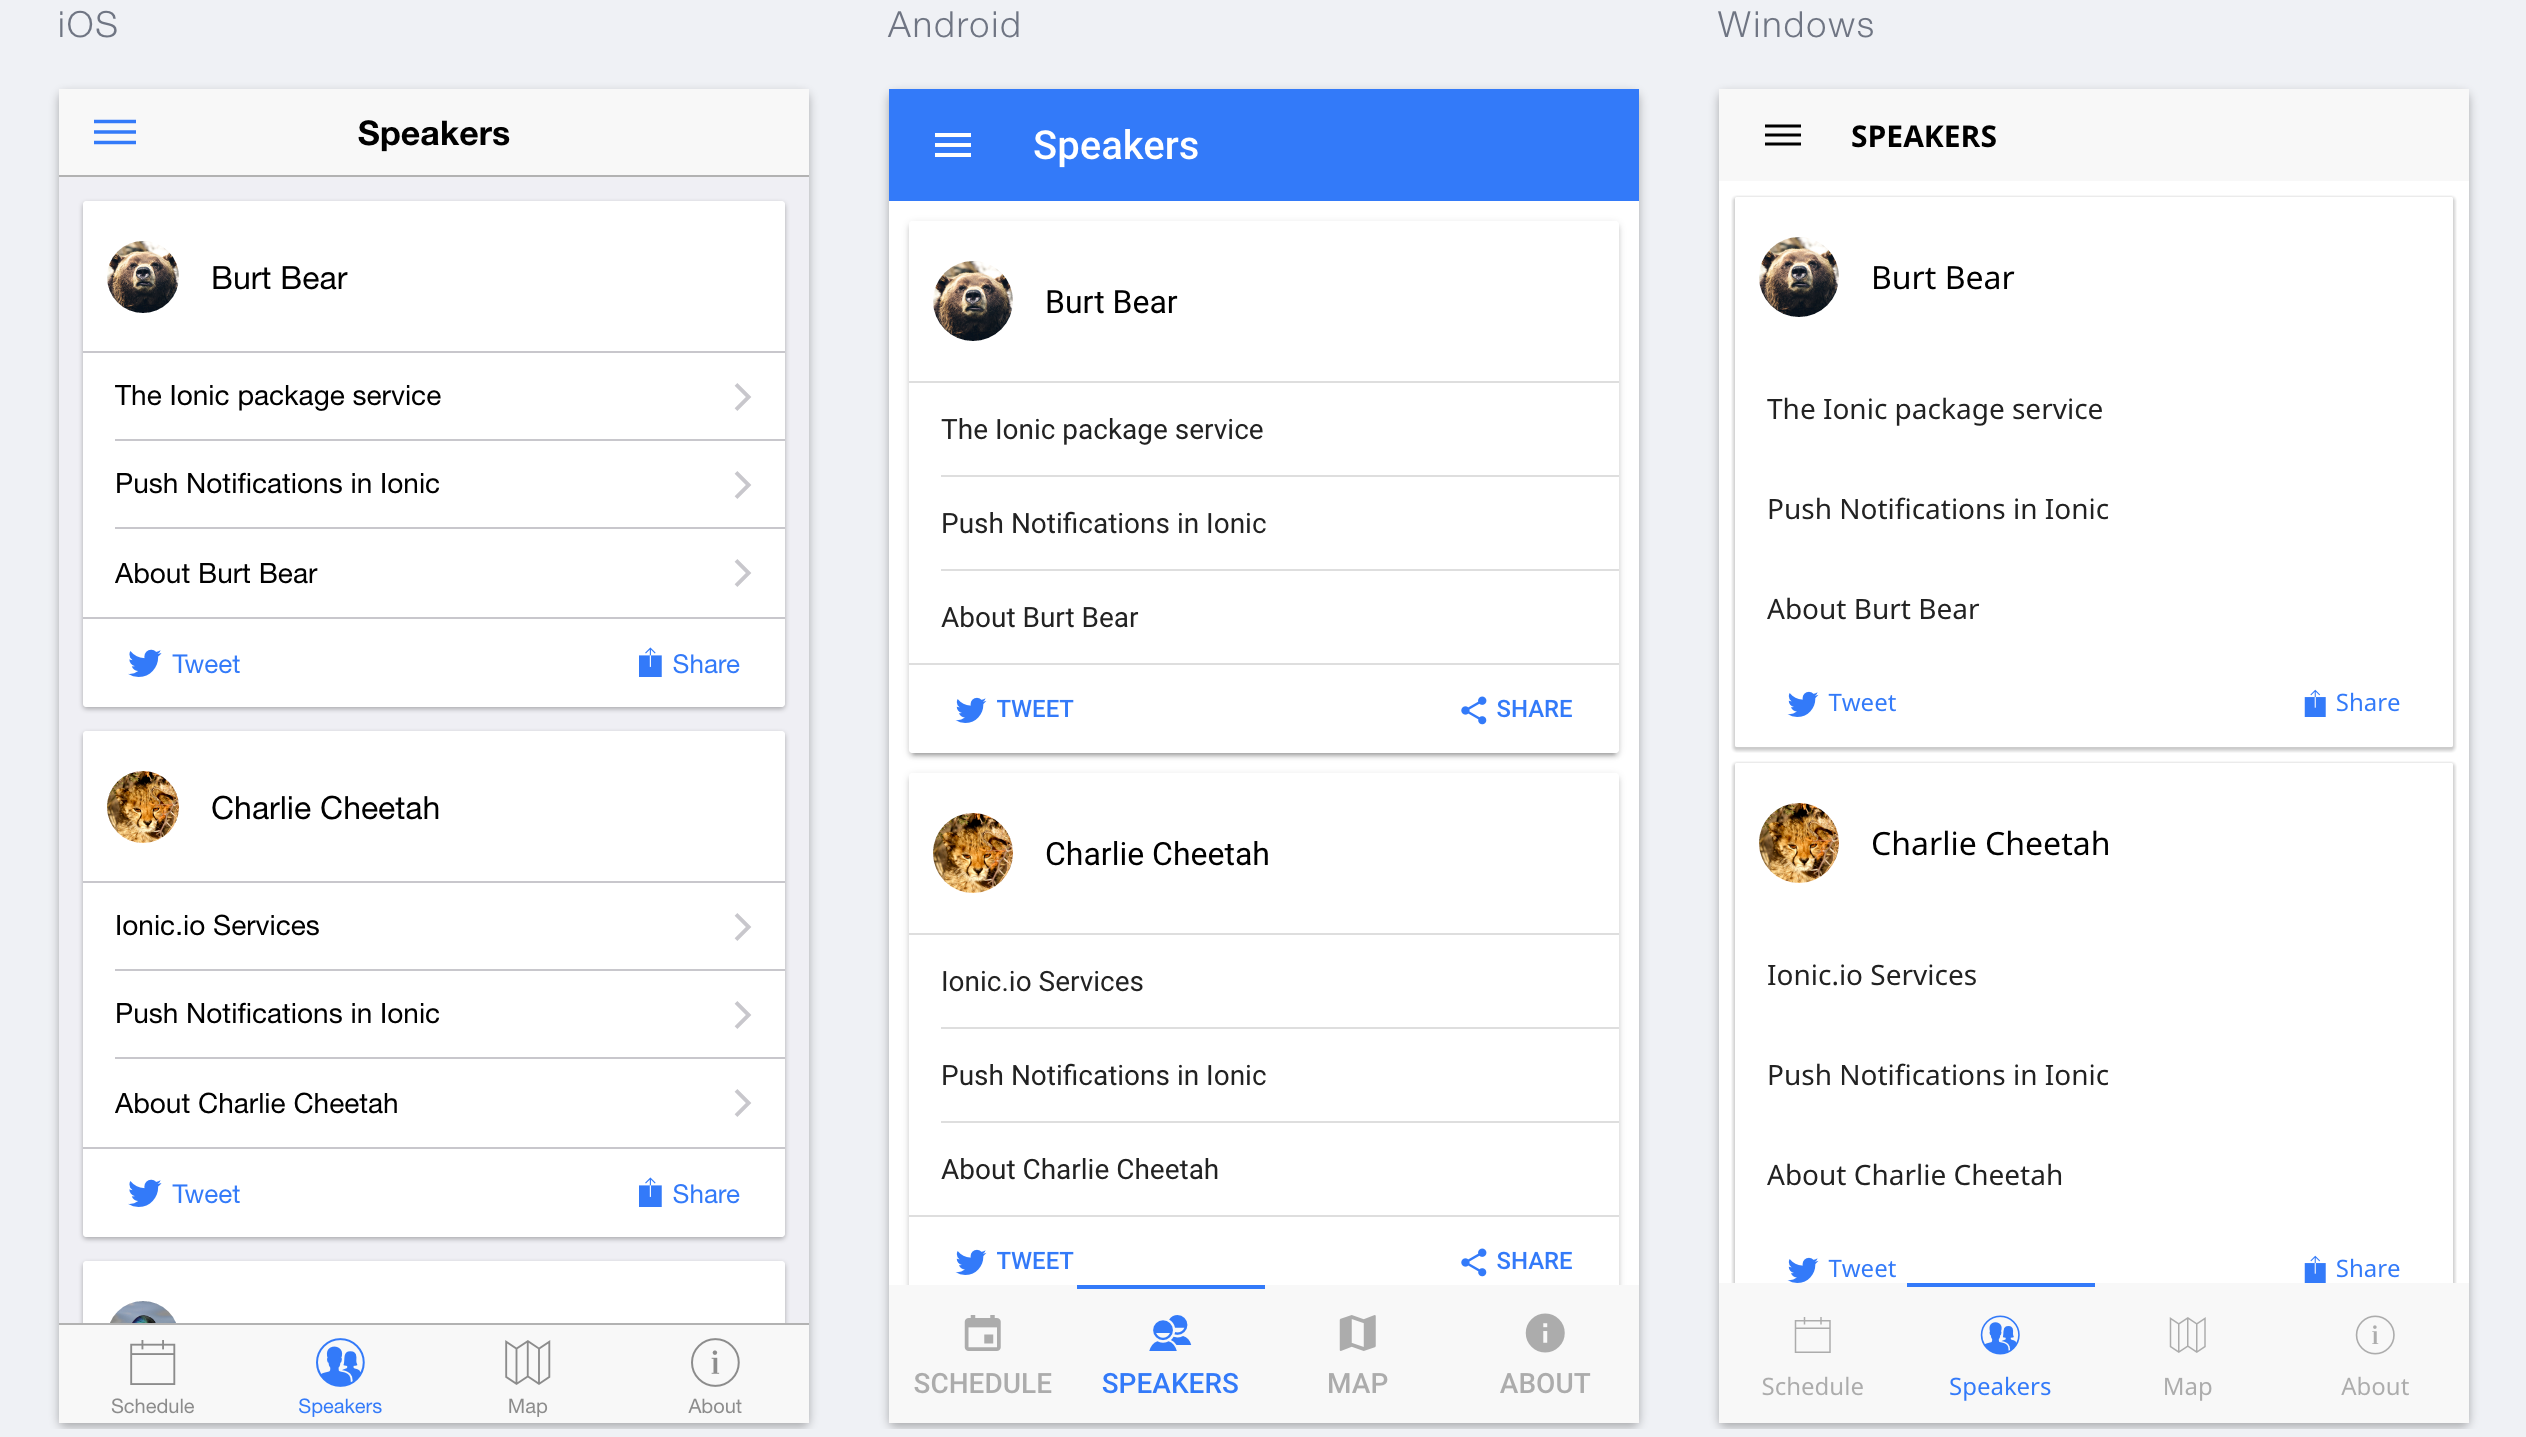 iOS
Speakers
Burt Bear
The Ionic package service
Push Notifications in Ionic
About Burt Bear
Tweet Share
Charlie Cheetah
Ionic.io Services
Push Notifications in Ionic
About Charlie Cheetah
Tweet Share
Schedule Speakers Map About
Android
Speakers
Burt Bear
The Ionic package service
Push Notifications in Ionic
About Burt Bear
TWEET SHARE
Charlie Cheetah
Ionic.io Services
Push Notifications in Ionic
About Charlie Cheetah
TWEET SHARE
SCHEDULE SPEAKERS MAP ABOUT
Windows
SPEAKERS
Burt Bear
The Ionic package service
Push Notifications in Ionic
About Burt Bear
Tweet Share
Charlie Cheetah
Ionic.io Services
Push Notifications in Ionic
About Charlie Cheetah
Tweet Share
Schedule Speakers Map About